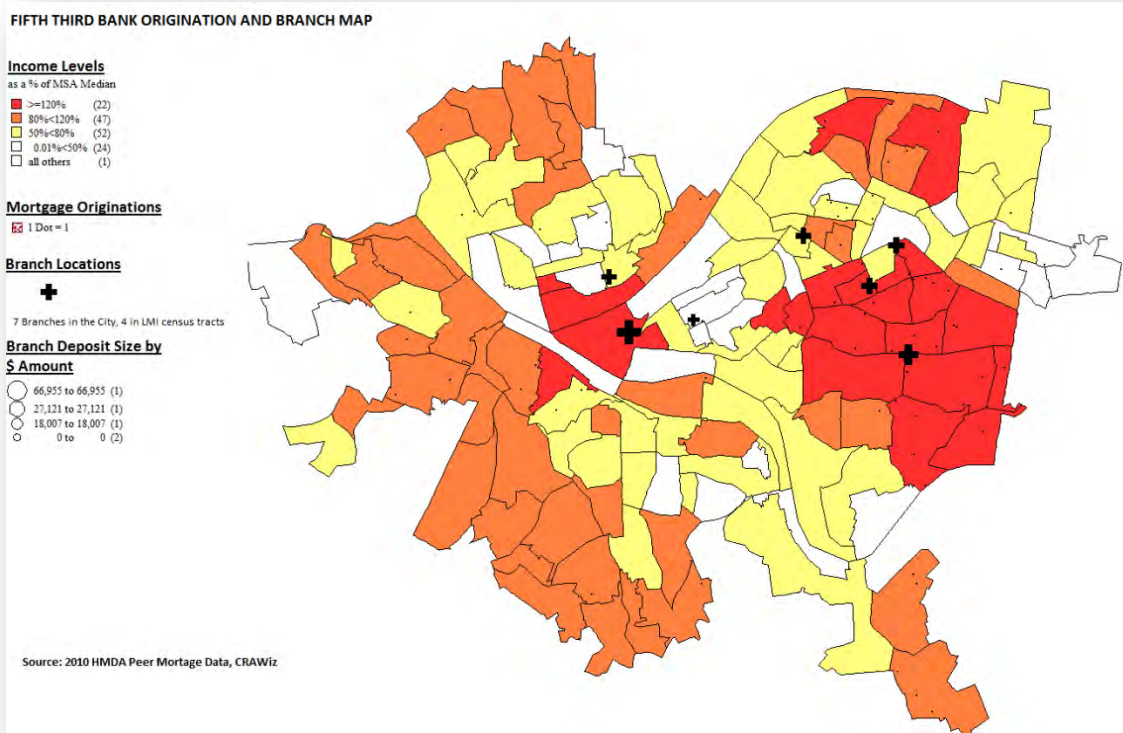 FIFTH THIRD BANK ORIGINATION AND BRANCH MAP
Income Levels
as a % of MSA Median
>=120% (22)
80%<120% (47)
50%<80% (52)
0.01%<50% (24)
all others (1)
Mortgage Originations
1 Dot = 1
Branch Locations
7 Branches in the City, 4 in LMI census tracts
Branch Deposit Size by
$ Amount
66,955 to 66,955 (1)
27,121 to 27,121 (1)
18,007 to 18,007 (1)
0 to 0 (2)
Source: 2010 HMDA Peer Mortage Data, CRAWiz